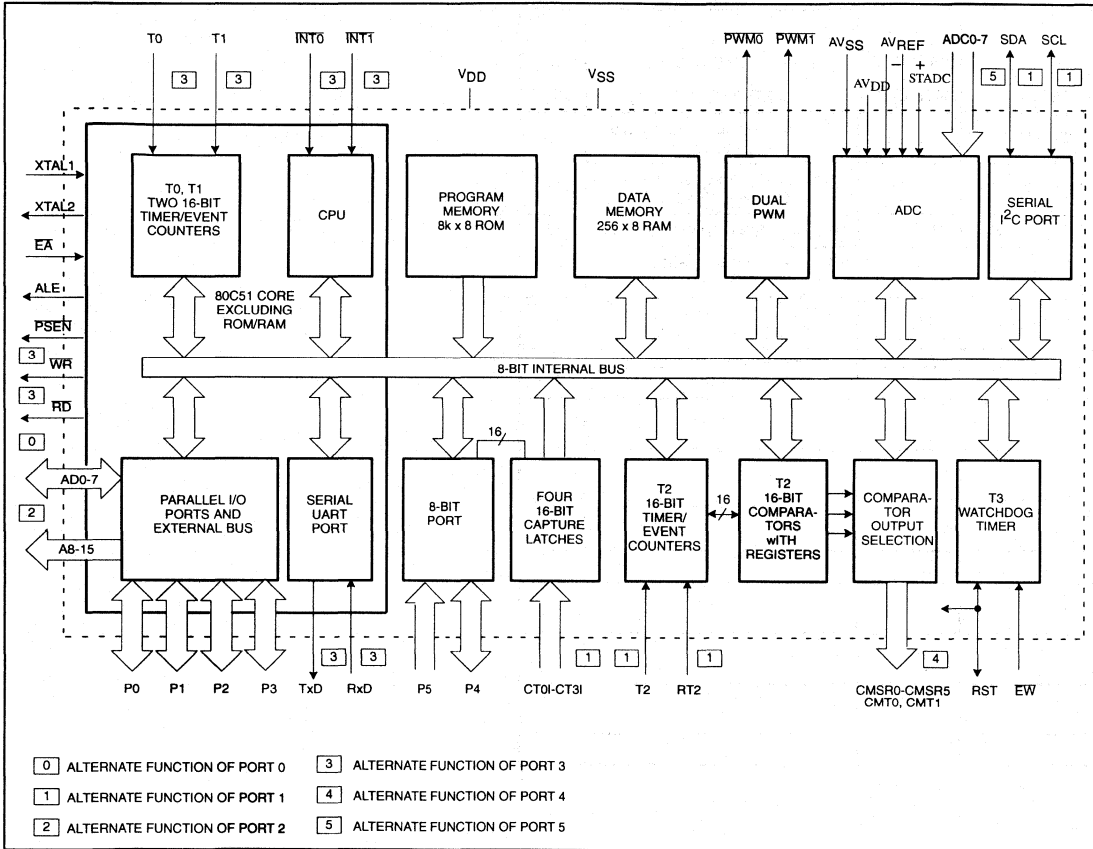 T0 T1 INT0 INT1 PWM0 PWM1 AVSS AVREF ADC0-7 SDA SCL
3 3 3 3 VDD VSS AVDD − + STADC 5 1 1
XTAL1
XTAL2
EA
ALE
PSEN
3
WR
3
RD
0
AD0-7
2
A8-15
T0, T1
TWO 16-BIT
TIMER/EVENT
COUNTERS
CPU
PROGRAM
MEMORY
8k x 8 ROM
DATA
MEMORY
256 x 8 RAM
DUAL
PWM
ADC
SERIAL
I2C PORT
80C51 CORE
EXCLUDING
ROM/RAM
8-BIT INTERNAL BUS
PARALLEL I/O
PORTS AND
EXTERNAL BUS
SERIAL
UART
PORT
8-BIT
PORT
16
FOUR
16-BIT
CAPTURE
LATCHES
T2
16-BIT
TIMER/
EVENT
COUNTERS
16
T2
16-BIT
COMPARA-
TORS
wITH
REGISTERS
COMPARA-
TOR
OUTPUT
SELECTION
T3
WATCHDOG
TIMER
3 3 1 1 1 4
P0 P1 P2 P3 TxD RxD P5 P4 CT0I-CT3I T2 RT2 CMSR0-CMSR5 RST EW
CMT0, CMT1
0 ALTERNATE FUNCTION OF PORT 0
3 ALTERNATE FUNCTION OF PORT 3
1 ALTERNATE FUNCTION OF PORT 1
4 ALTERNATE FUNCTION OF PORT 4
2 ALTERNATE FUNCTION OF PORT 2
5 ALTERNATE FUNCTION OF PORT 5